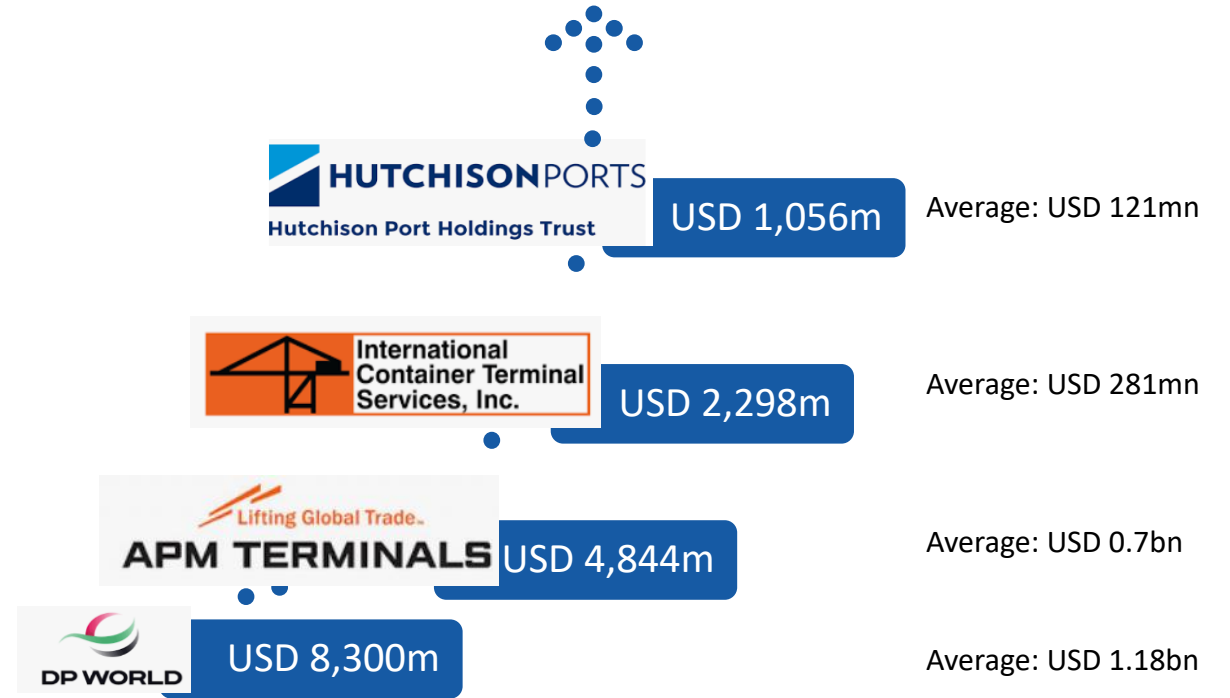 HUTCHISONPORTS
Hutchison Port Holdings Trust
USD 1,056m
Average: USD 121mn
International
Container Terminal
Services, Inc.
USD 2,298m
Average: USD 281mn
Lifting Global Trade.
APM TERMINALS
USD 4,844m
Average: USD 0.7bn
DP WORLD
USD 8,300m
Average: USD 1.18bn